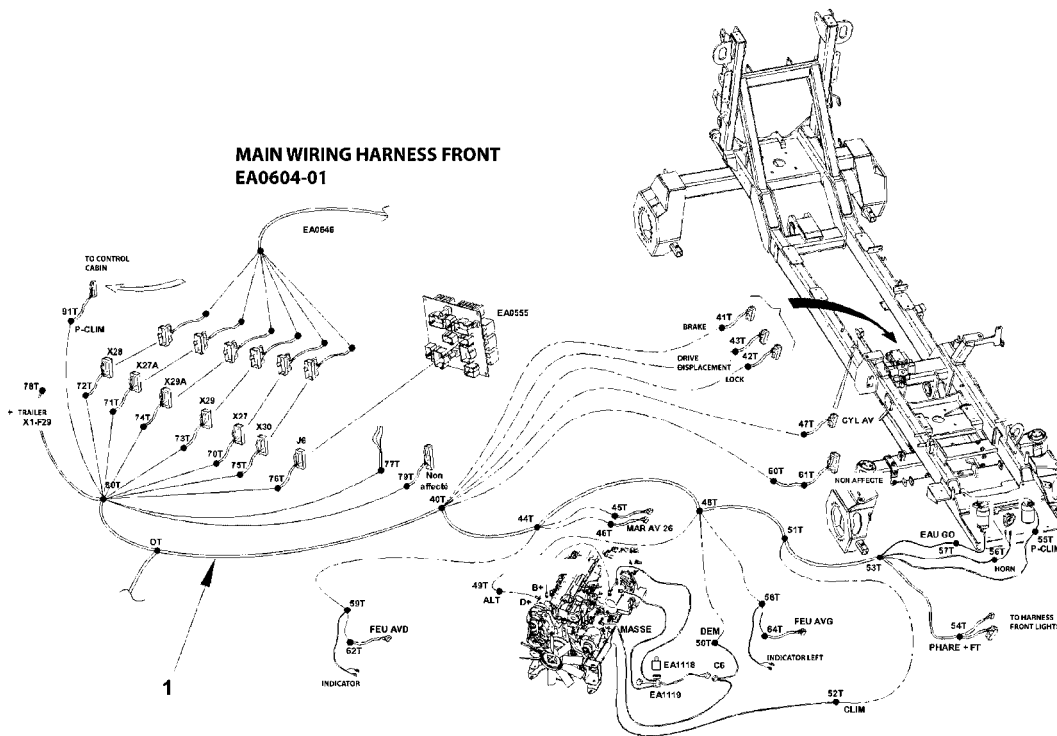 MAIN WIRING HARNESS FRONT
EA0604-01
EA0646
TO CONTROL
CABIN
91T
P-CLIM
EA0555
X28
X27A
X29A
X29
X27
X30
J6
78T
+ TRAILER
X1-F29
72T
71T
74T
73T
70T
75T
76T
77T
79T
Non
affecté
80T
40T
OT
BRAKE
41T
43T
DRIVE
DISPLACEMENT
42T
LOCK
47T
GYL AV
60T
61T
NON AFFECTE
44T
45T
46T
MAR AV 26
48T
51T
53T
EAU GO
57T
56T
HORN
55T
P-CLIM
54T
PHARE + FT
TO HARNESS
FRONT LIGHTS
49T
ALT
B+
D+
MASSE
59T
FEU AVD
62T
INDICATOR
DEM
50T
58T
64T
FEU AVG
INDICATOR LEFT
EA1118
EA1119
C6
52T
CLIM
1